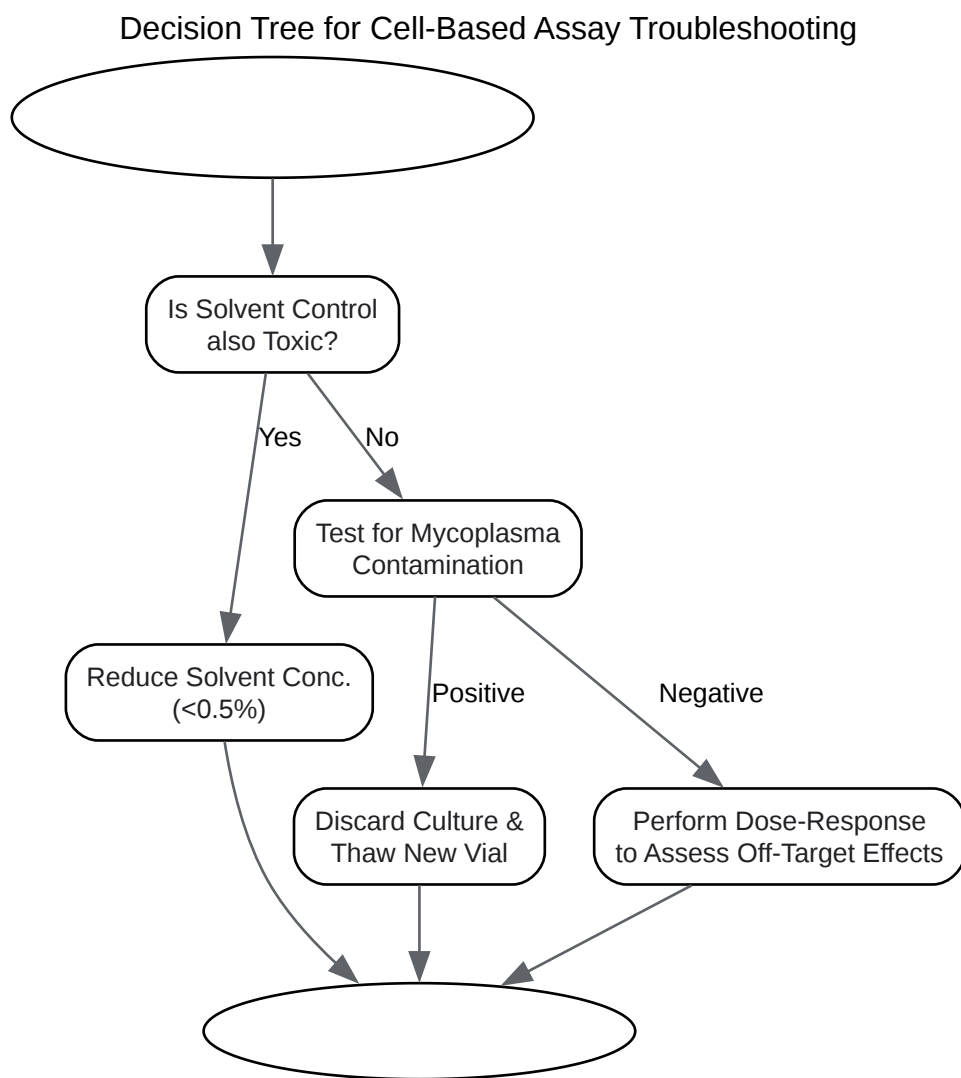 Decision Tree for Cell-Based Assay Troubleshooting
Is Solvent Control
also Toxic?
Yes
No
Test for Mycoplasma
Contamination
Reduce Solvent Conc.
(<0.5%)
Positive
Negative
Discard Culture &
Thaw New Vial
Perform Dose-Response
to Assess Off-Target Effects